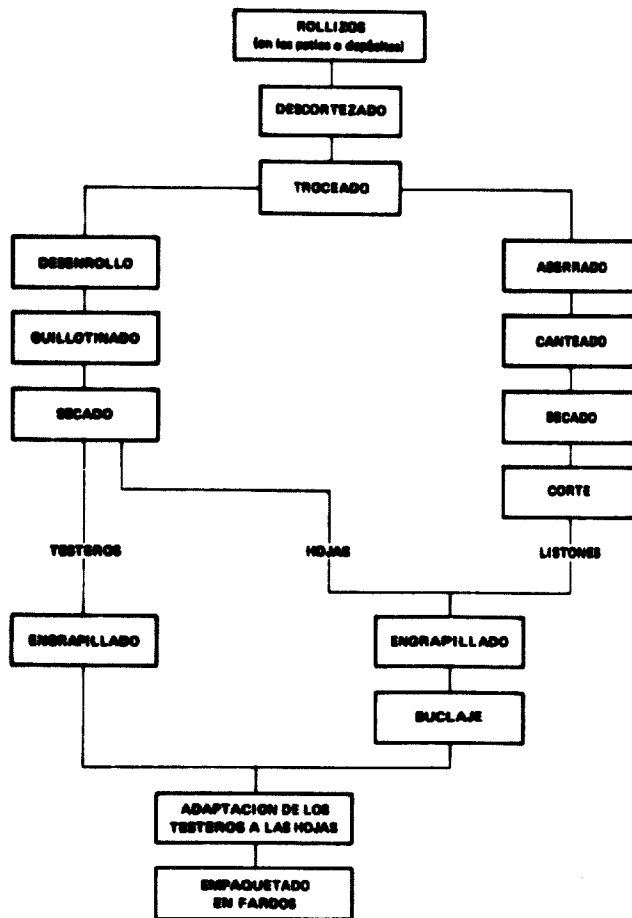 ROLLIZOS
(en los patios o depósitos)
DESCORTEZADO
TROCEADO
DESENROLLO
ASERRADO
GUILLOTINADO
CANTEADO
SECADO
SECADO
CORTE
TESTEROS
HOJAS
LISTONES
ENGRAPILLADO
ENGRAPILLADO
BUCLAJE
ADAPTACION DE LOS
TESTEROS A LAS HOJAS
EMPAQUETADO
EN FARDOS